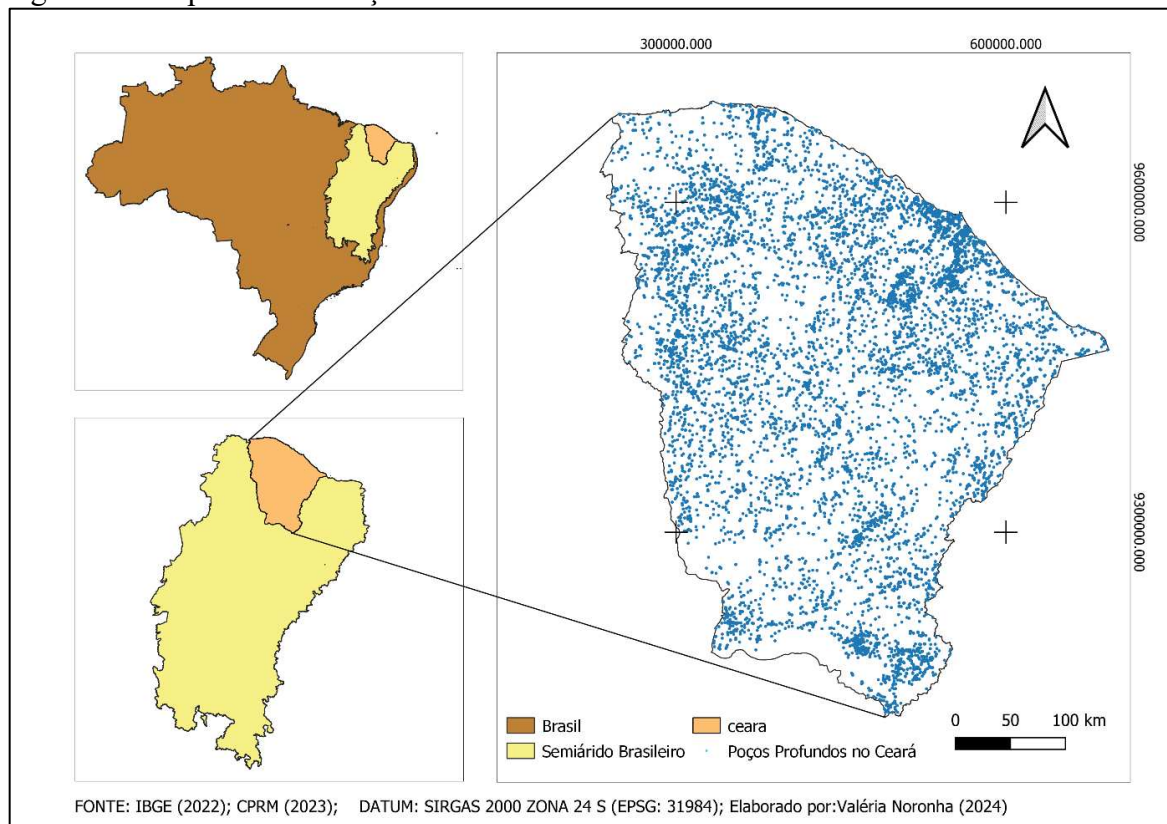 300000.000 600000.000
9600000.000
9300000.000
0 50 100 km
Brasil ceara
Semiárido Brasileiro Poços Profundos no Ceará
FONTE: IBGE (2022); CPRM (2023); DATUM: SIRGAS 2000 ZONA 24 S (EPSG: 31984); Elaborado por:Valéria Noronha (2024)